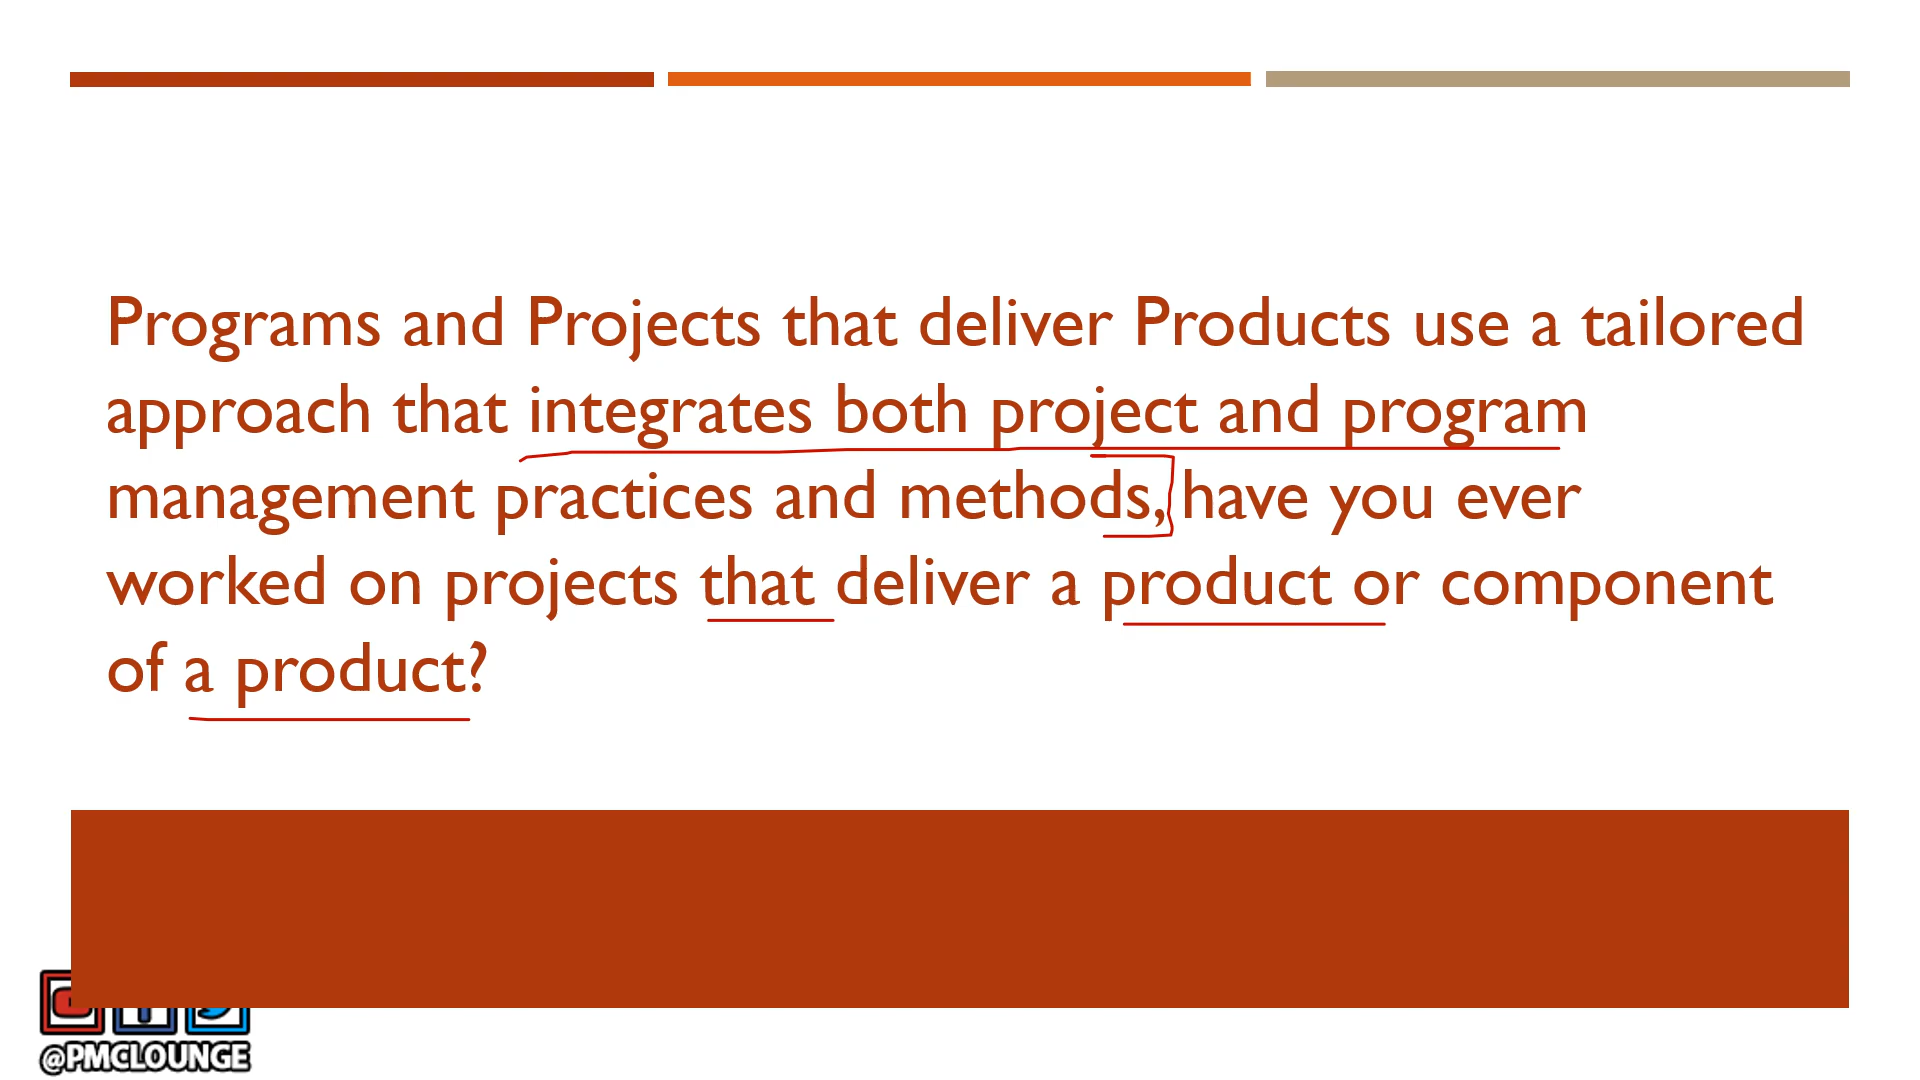 Programs and Projects that deliver Products use a tailored
approach that integrates both project and program
management practices and methods, have you ever
worked on projects that deliver a product or component
of a product?
@PMCLOUNGE